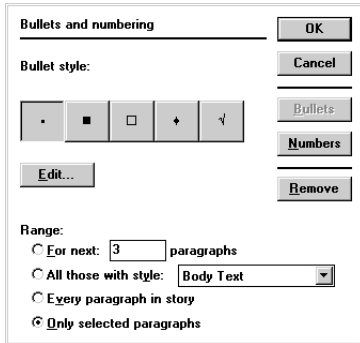 Bullets and numbering
OK
Bullet style:
Cancel
Bullets
Numbers
Edit...
Remove
Range:
For next: 3 paragraphs
All those with style: Body Text
Every paragraph in story
Only selected paragraphs